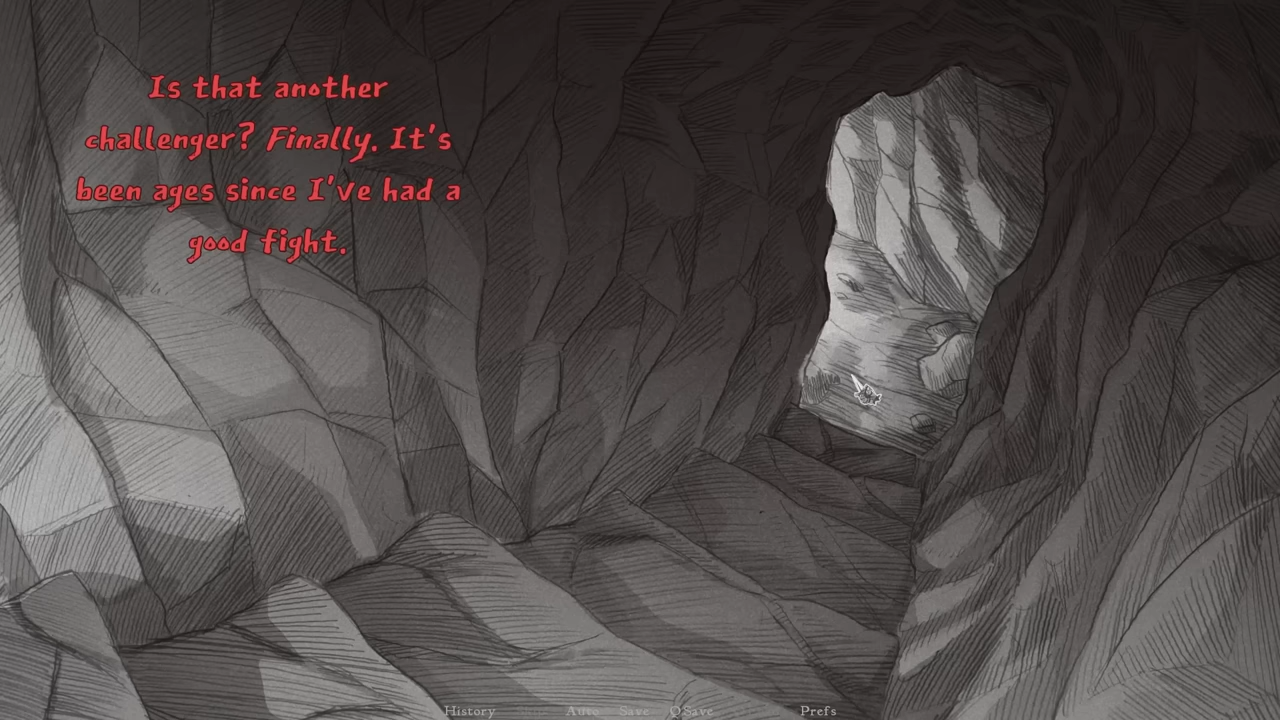 Is that another
challenger? Finally. It's
been ages since I've had a
good fight.
History Auto Save Q.Save Prefs